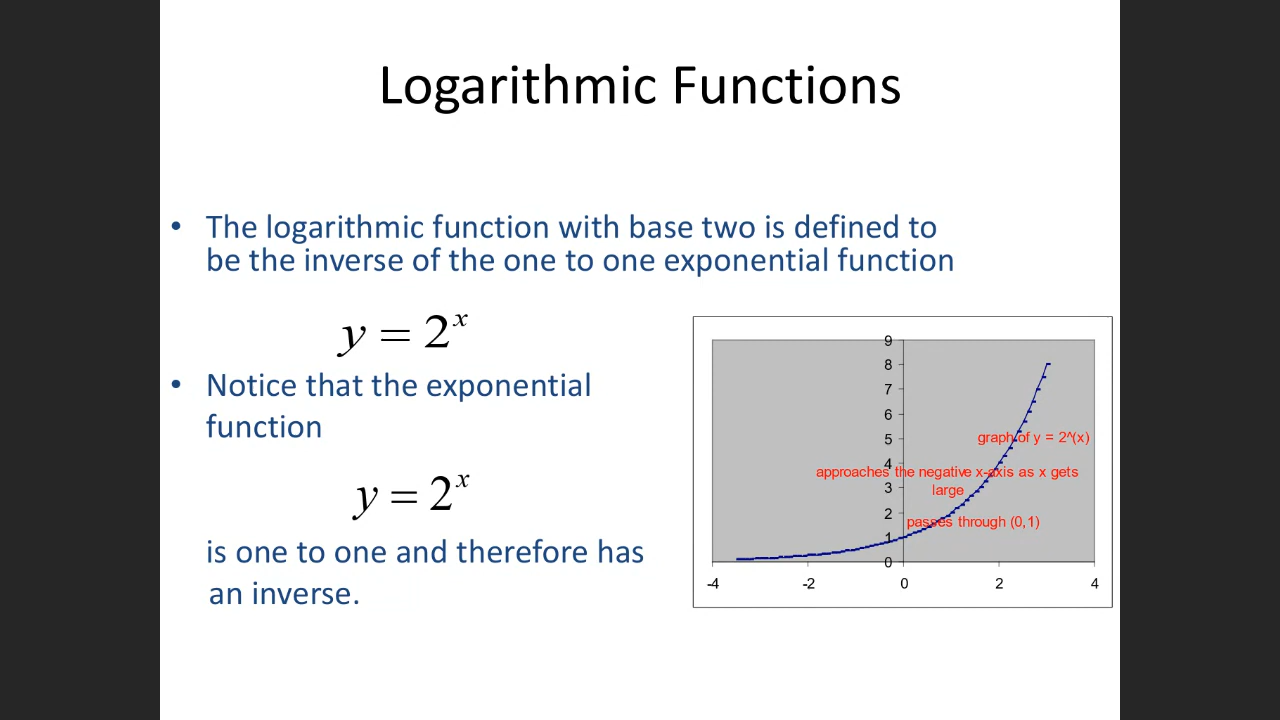 Logarithmic Functions
• The logarithmic function with base two is defined to
be the inverse of the one to one exponential function
y = 2^x
• Notice that the exponential
function
y = 2^x
is one to one and therefore has
an inverse.
9
8
7
6
5
4
3
2
1
0
-4 -2 0 2 4
graph of y = 2^(x)
approaches the negative x-axis as x gets
large
passes through (0,1)